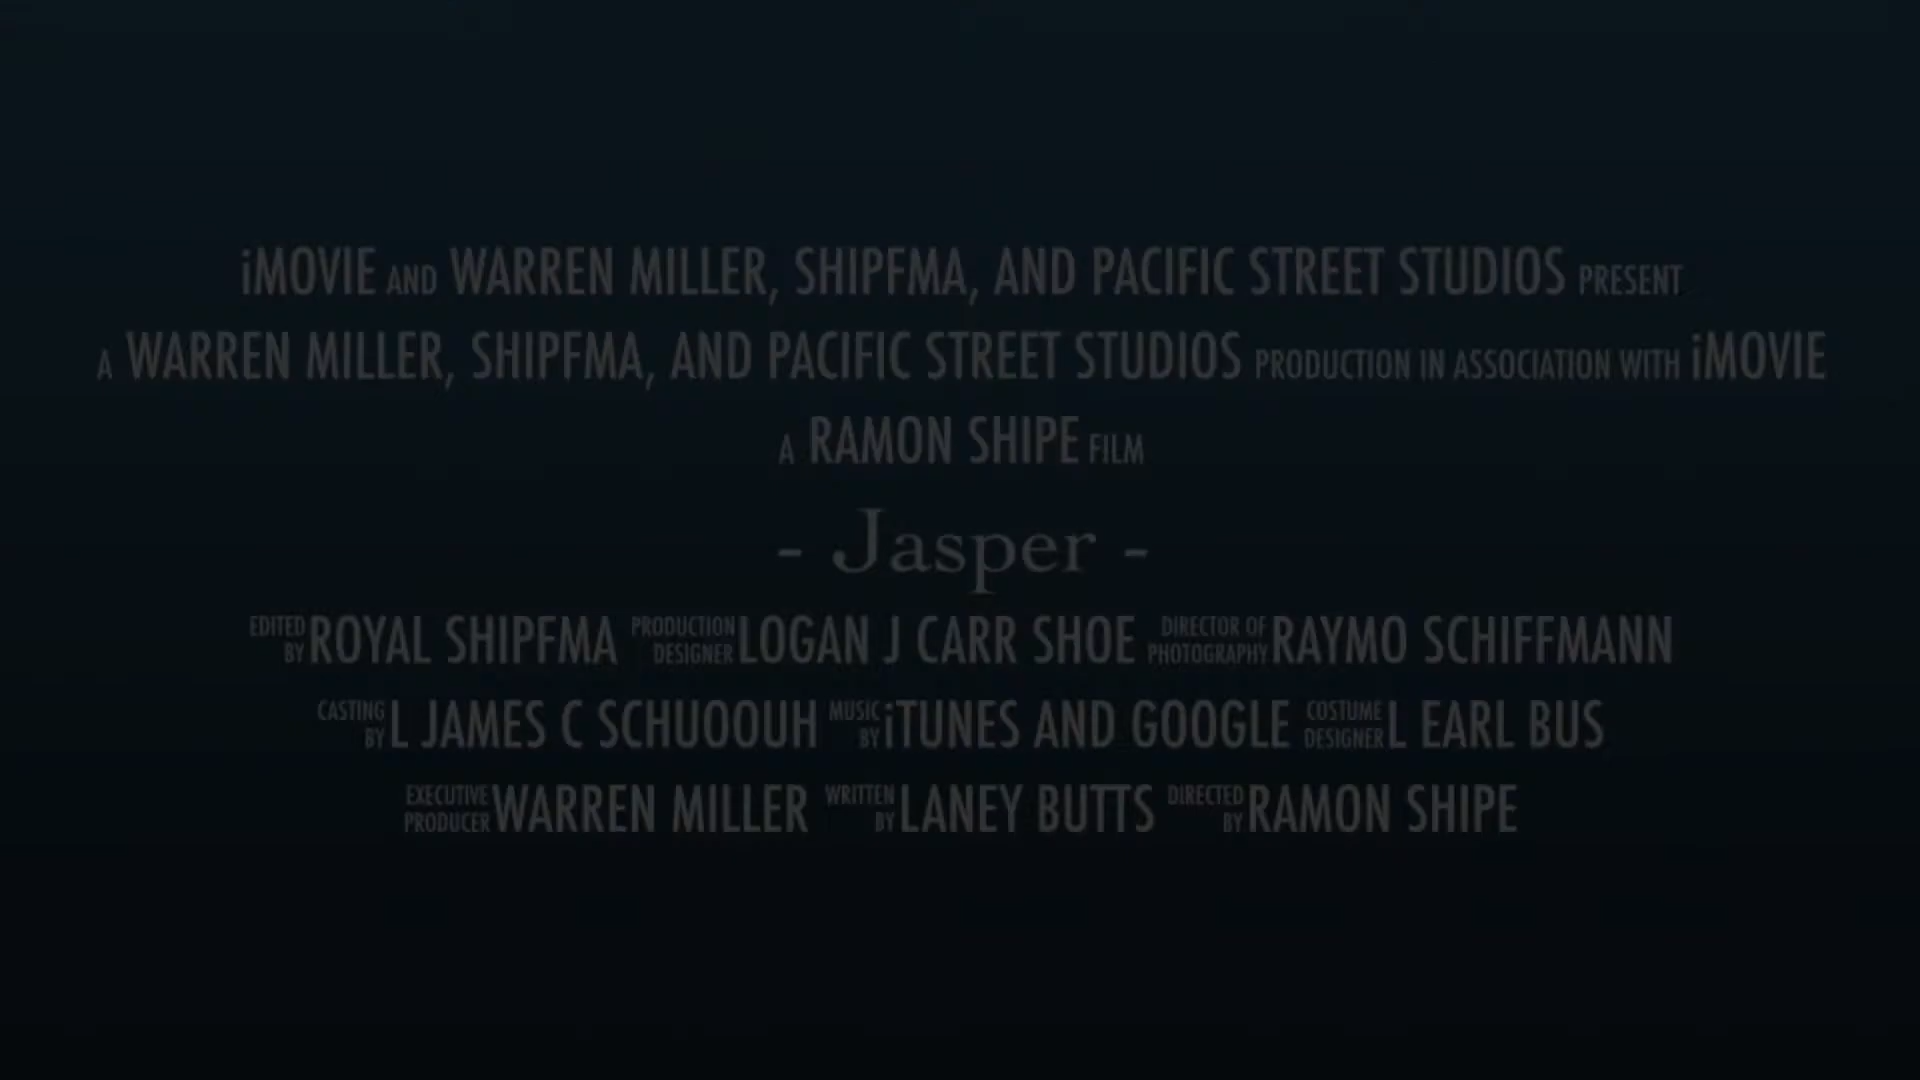 iMOVIE AND WARREN MILLER, SHIPFMA, AND PACIFIC STREET STUDIOS PRESENT
A WARREN MILLER, SHIPFMA, AND PACIFIC STREET STUDIOS PRODUCTION IN ASSOCIATION WITH iMOVIE
A RAMON SHIPE FILM
- Jasper -
EDITED BY ROYAL SHIPFMA PRODUCTION DESIGNER LOGAN J CARR SHOE DIRECTOR OF PHOTOGRAPHY RAYMO SCHIFFMANN
CASTING BY L JAMES C SCHUOOUH MUSIC BY iTUNES AND GOOGLE COSTUME DESIGNER L EARL BUS
EXECUTIVE PRODUCER WARREN MILLER WRITTEN BY LANEY BUTTS DIRECTED BY RAMON SHIPE